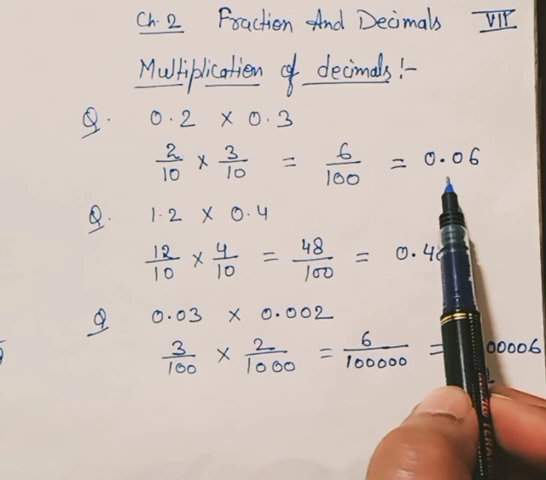 Ch. 2 Fraction And Decimals VII
Multiplication of decimals :-
Q. 0.2 × 0.3
2/10 × 3/10 = 6/100 = 0.06
Q. 1.2 × 0.4
12/10 × 4/10 = 48/100 = 0.4
Q 0.03 × 0.002
3/100 × 2/1000 = 6/100000 = 00006